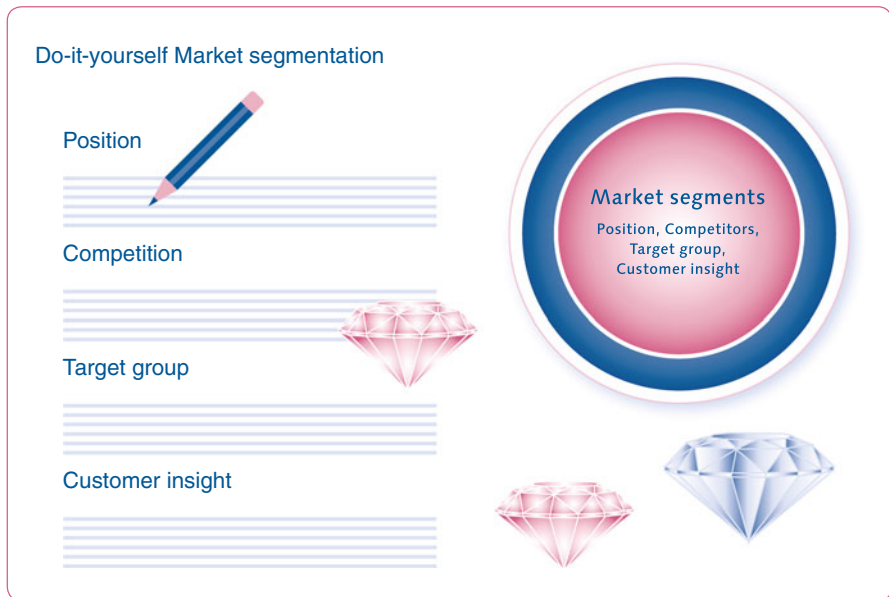 Do-it-yourself Market segmentation
Position
Competition
Target group
Customer insight
Market segments
Position, Competitors,
Target group,
Customer insight